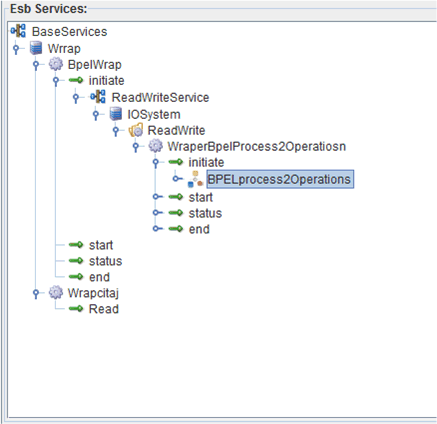 Esb Services:
BaseServices
Wrrap
BpelWrap
initiate
ReadWriteService
IOSystem
ReadWrite
WraperBpelProcess2Operatiosn
initiate
BPELprocess2Operations
start
status
end
start
status
end
Wrapcitaj
Read